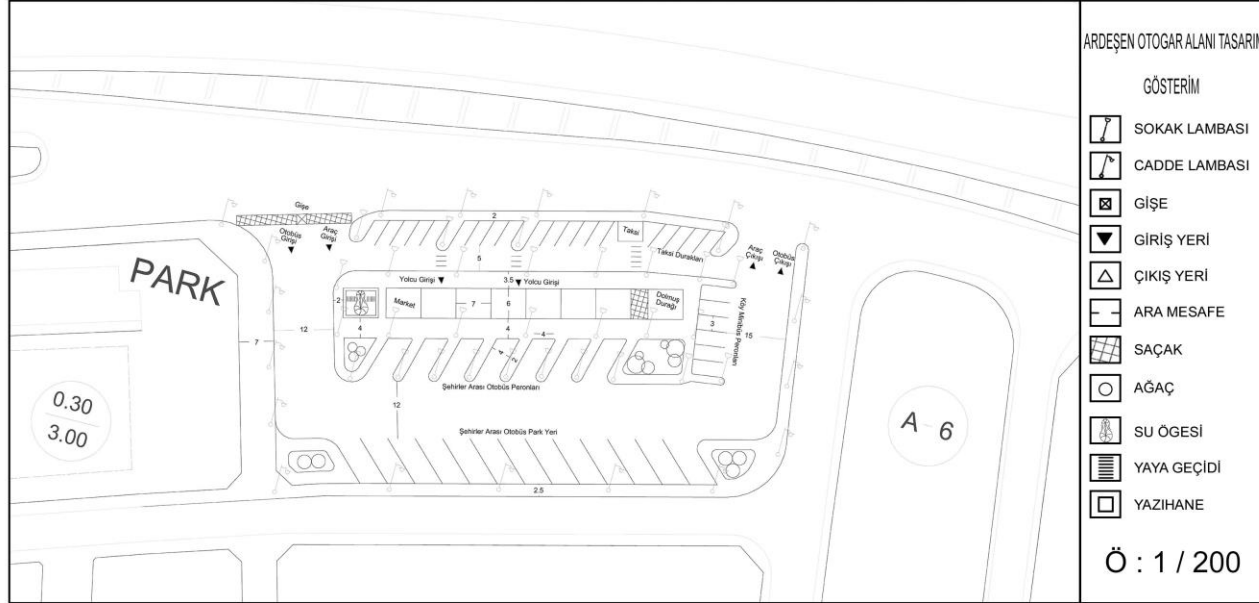 ARDEŞEN OTOGAR ALANI TASARIM
GÖSTERİM
SOKAK LAMBASI
CADDE LAMBASI
GİŞE
GİRİŞ YERİ
ÇIKIŞ YERİ
ARA MESAFE
SAÇAK
AĞAÇ
SU ÖGESİ
YAYA GEÇİDİ
YAZIHANE
Ö : 1 / 200
Gişe
Otobüs
Girişi
Araç
Girişi
2
Taksi
Taksi Durakları
Araç
Çıkışı
Otobüs
Çıkışı
PARK
5
Yolcu Girişi
3.5
Yolcu Girişi
2
Market
7
6
Dolmuş
Durağı
Köy Minibüs Peronları
3
15
12
7
4
4
4
4
2
Şehirler Arası Otobüs Peronları
12
Şehirler Arası Otobüs Park Yeri
2.5
0.30
3.00
A - 6